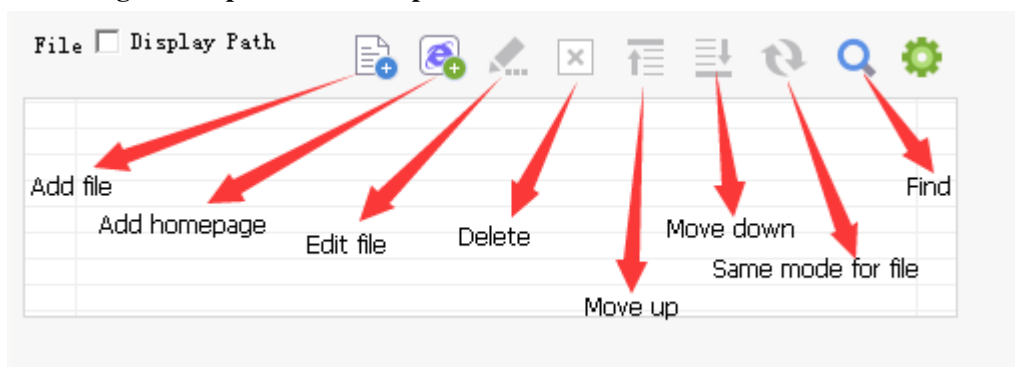 File Display Path
Add file
Find
Add homepage
Edit file
Delete
Move down
Same mode for file
Move up